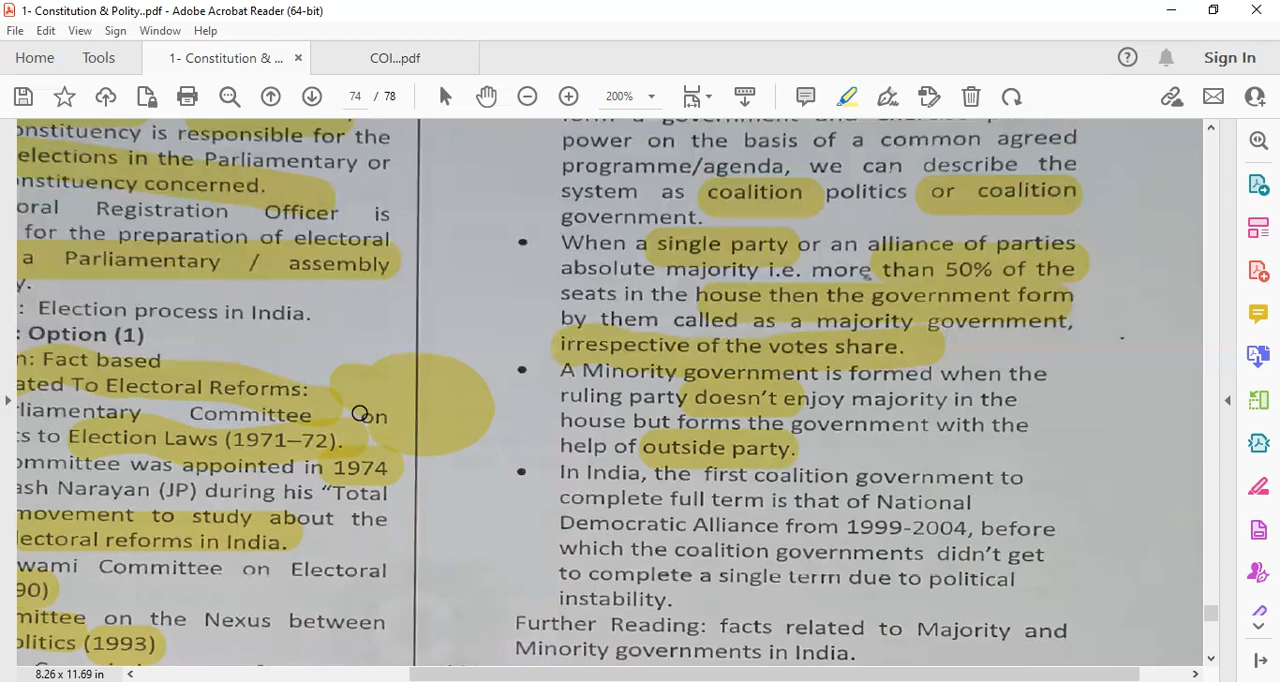 1- Constitution & Polity..pdf - Adobe Acrobat Reader (64-bit)
File Edit View Sign Window Help
Home Tools 1- Constitution & ... × COI...pdf Sign In
74 / 78 200%
onstituency is responsible for the
elections in the Parliamentary or
nstituency concerned.
oral Registration Officer is
for the preparation of electoral
a Parliamentary / assembly
y.
: Election process in India.
: Option (1)
n: Fact based
ated To Electoral Reforms:
rliamentary Committee on
ts to Election Laws (1971–72).
ommittee was appointed in 1974
ash Narayan (JP) during his “Total
movement to study about the
lectoral reforms in India.
wami Committee on Electoral
90)
mittee on the Nexus between
olitics (1993)
form a government and
power on the basis of a common agreed
programme/agenda, we can describe the
system as coalition politics or coalition
government.
• When a single party or an alliance of parties
absolute majority i.e. more than 50% of the
seats in the house then the government form
by them called as a majority government,
irrespective of the votes share.
• A Minority government is formed when the
ruling party doesn’t enjoy majority in the
house but forms the government with the
help of outside party.
• In India, the first coalition government to
complete full term is that of National
Democratic Alliance from 1999-2004, before
which the coalition governments didn’t get
to complete a single term due to political
instability.
Further Reading: facts related to Majority and
Minority governments in India.
8.26 x 11.69 in